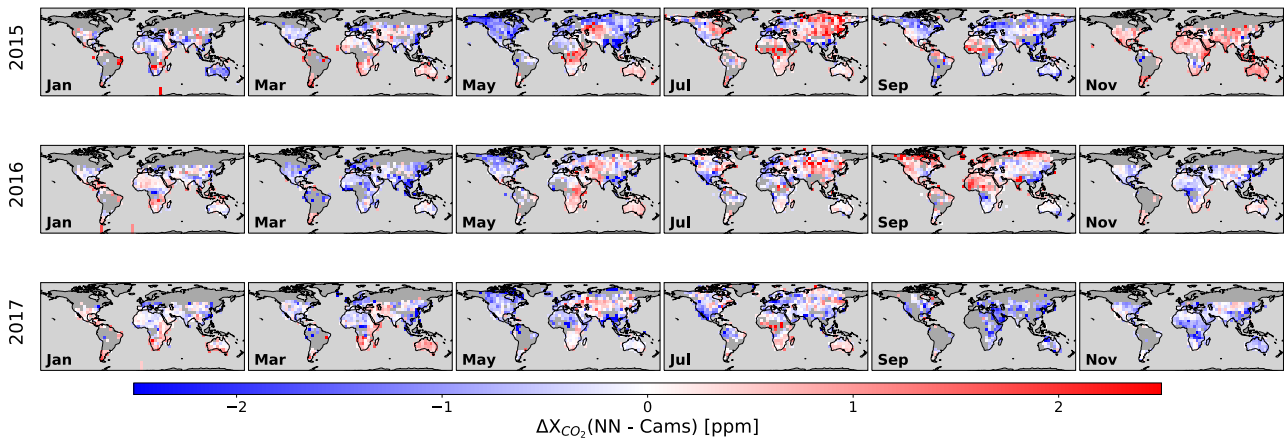 2015
Jan Mar May Jul Sep Nov
2016
Jan Mar May Jul Sep Nov
2017
Jan Mar May Jul Sep Nov
−2 −1 0 1 2
ΔX_{CO_2}(NN - Cams) [ppm]